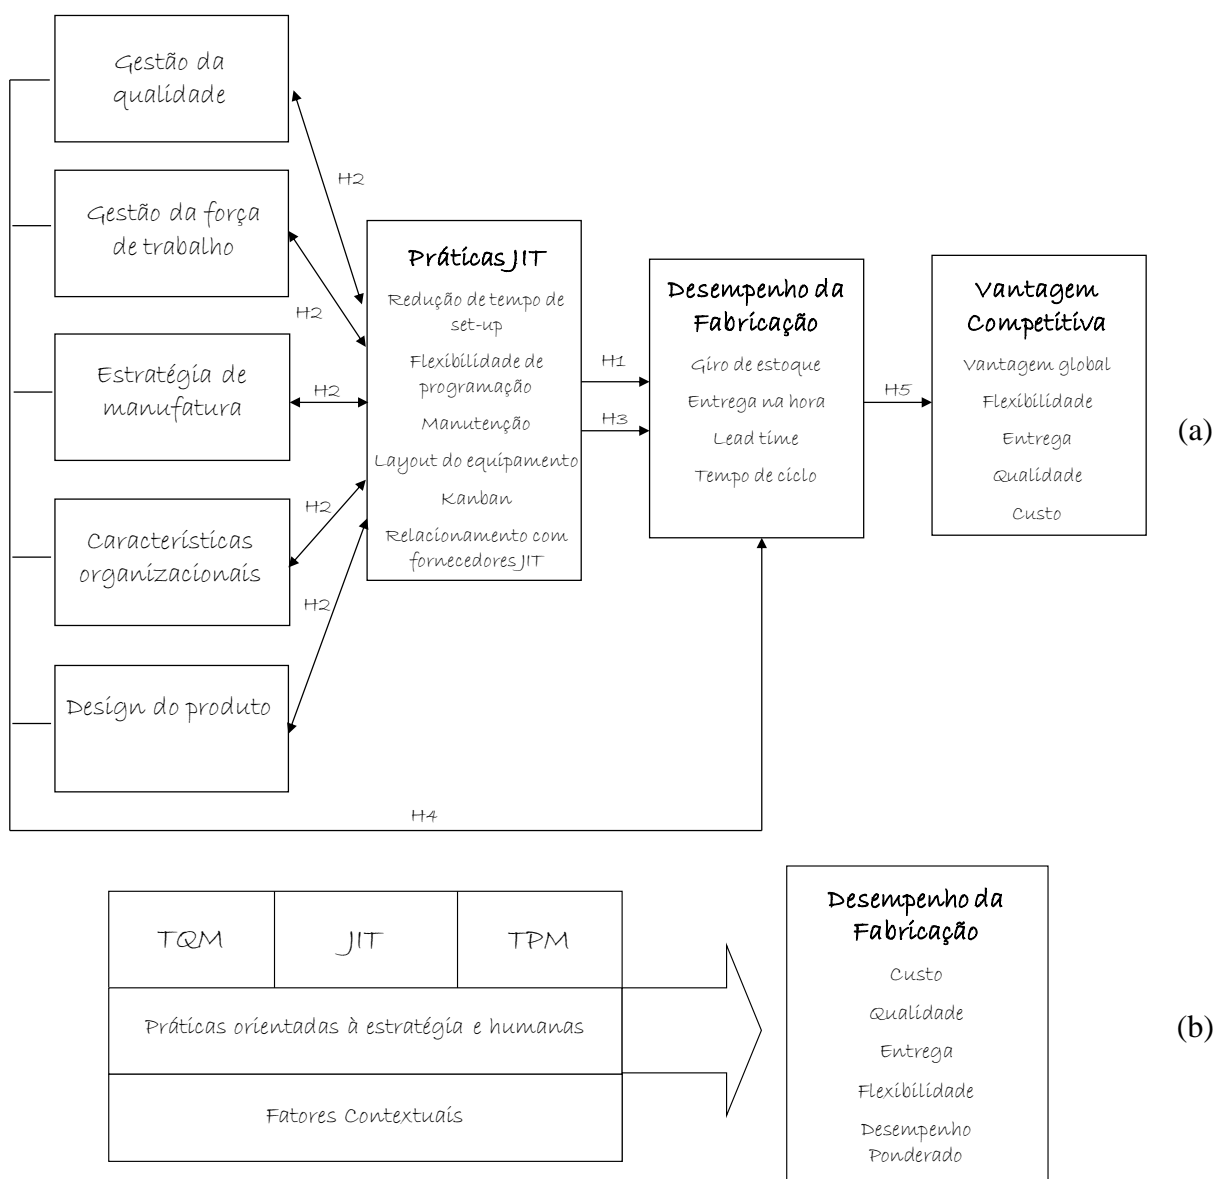 Gestão da
qualidade
H2
Gestão da força
de trabalho
H2
Estratégia de
manufatura
H2
Características
organizacionais
H2
Design do produto
H2
Práticas JIT
Redução de tempo de
set-up
Flexibilidade de
programação
Manutenção
Layout do equipamento
Kanban
Relacionamento com
fornecedores JIT
H1
H3
Desempenho da
Fabricação
Giro de estoque
Entrega na hora
Lead time
Tempo de ciclo
H5
Vantagem
Competitiva
Vantagem global
Flexibilidade
Entrega
Qualidade
Custo
(a)
H4
TQM
JIT
TPM
Práticas orientadas à estratégia e humanas
Fatores Contextuais
Desempenho da
Fabricação
Custo
Qualidade
Entrega
Flexibilidade
Desempenho
Ponderado
(b)